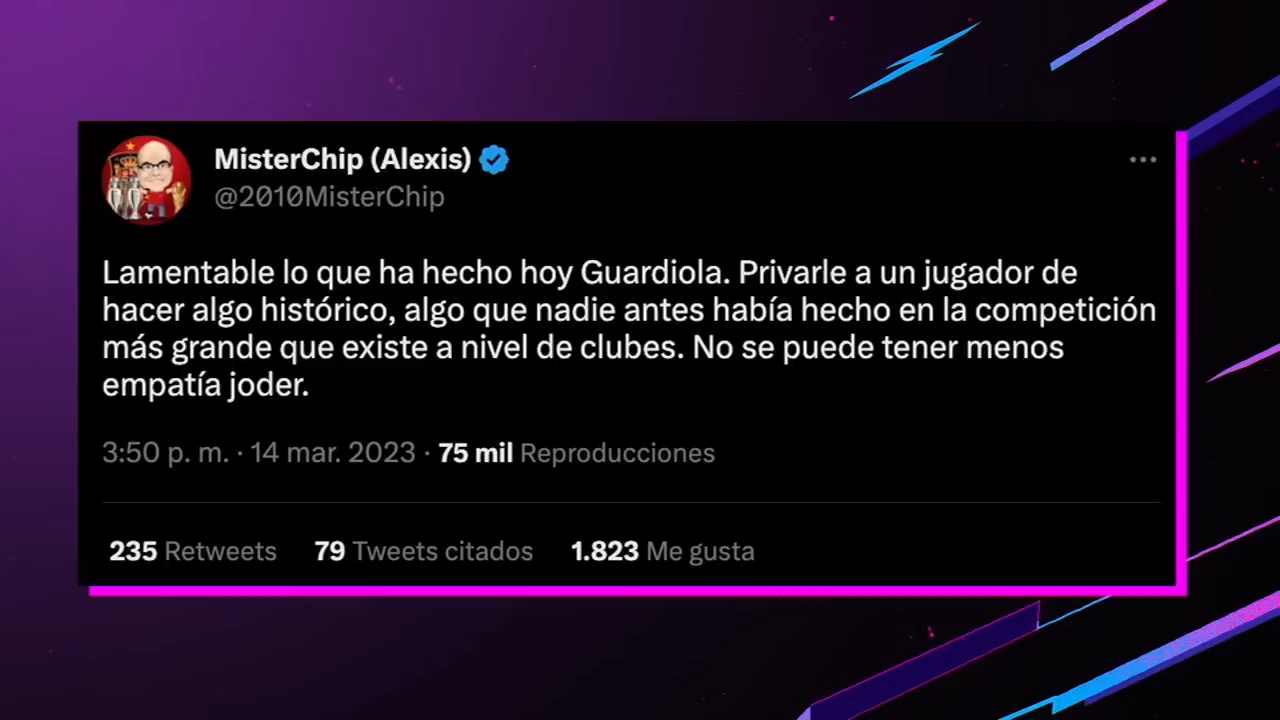 MisterChip (Alexis)
@2010MisterChip
Lamentable lo que ha hecho hoy Guardiola. Privarle a un jugador de
hacer algo histórico, algo que nadie antes había hecho en la competición
más grande que existe a nivel de clubes. No se puede tener menos
empatía joder.
3:50 p. m. · 14 mar. 2023 · 75 mil Reproducciones
235 Retweets 79 Tweets citados 1.823 Me gusta